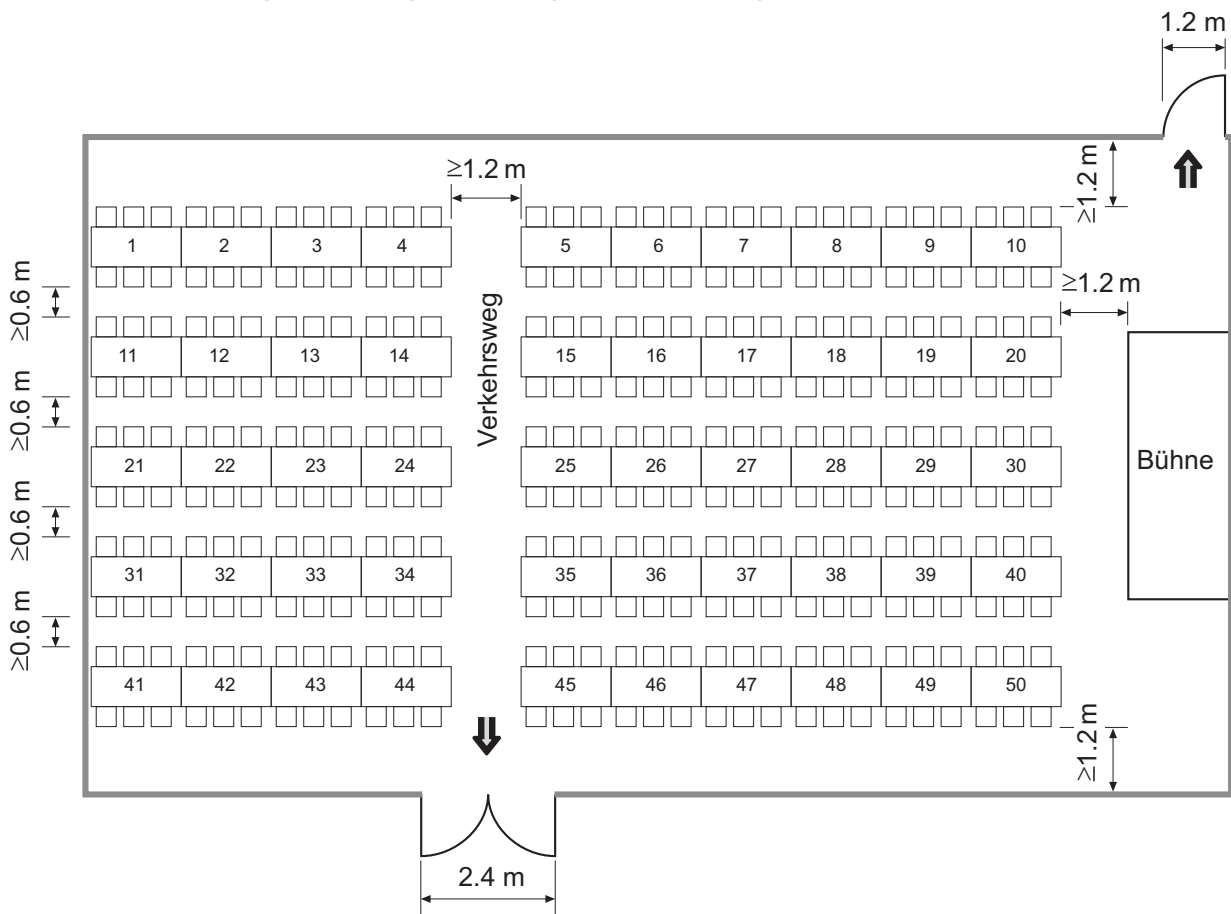 1.2 m
≥1.2 m
≥1.2 m
1 2 3 4 5 6 7 8 9 10
≥0.6 m
≥1.2 m
Verkehrsweg
11 12 13 14 15 16 17 18 19 20
≥0.6 m
21 22 23 24 25 26 27 28 29 30
Bühne
≥0.6 m
31 32 33 34 35 36 37 38 39 40
≥0.6 m
41 42 43 44 45 46 47 48 49 50
≥1.2 m
2.4 m